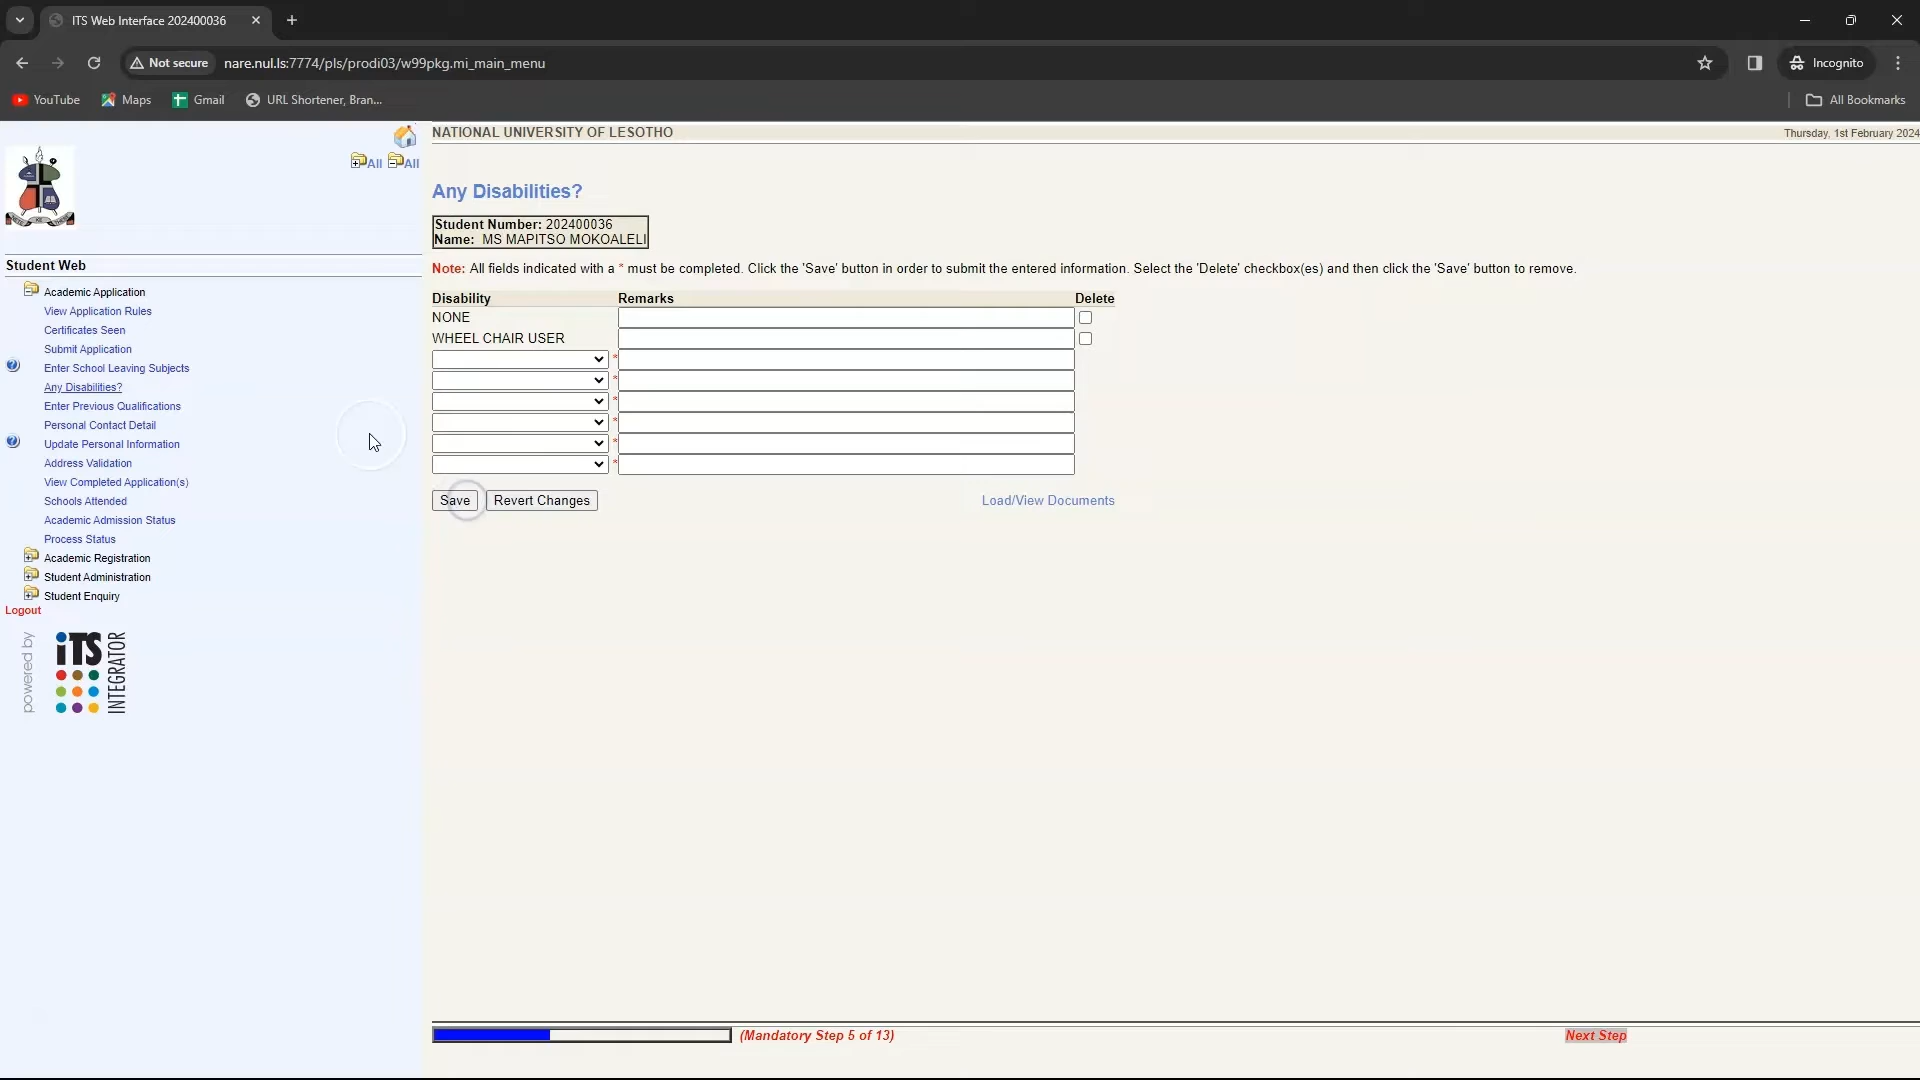 ITS Web Interface 202400036
Not secure
nare.nul.ls:7774/pls/prodi03/w99pkg.mi_main_menu
Incognito
YouTube
Maps
Gmail
URL Shortener, Bran...
All Bookmarks
All
All
NATIONAL UNIVERSITY OF LESOTHO
Thursday, 1st February 2024
Student Web
Academic Application
View Application Rules
Certificates Seen
Submit Application
Enter School Leaving Subjects
Any Disabilities?
Enter Previous Qualifications
Personal Contact Detail
Update Personal Information
Address Validation
View Completed Application(s)
Schools Attended
Academic Admission Status
Process Status
Academic Registration
Student Administration
Student Enquiry
Logout
powered by
iTS
INTEGRATOR
Any Disabilities?
Student Number: 202400036
Name: MS MAPITSO MOKOALELI
Note: All fields indicated with a * must be completed. Click the 'Save' button in order to submit the entered information. Select the 'Delete' checkbox(es) and then click the 'Save' button to remove.
Disability Remarks Delete
NONE
WHEEL CHAIR USER
*
*
*
*
*
*
Save Revert Changes Load/View Documents
(Mandatory Step 5 of 13) Next Step